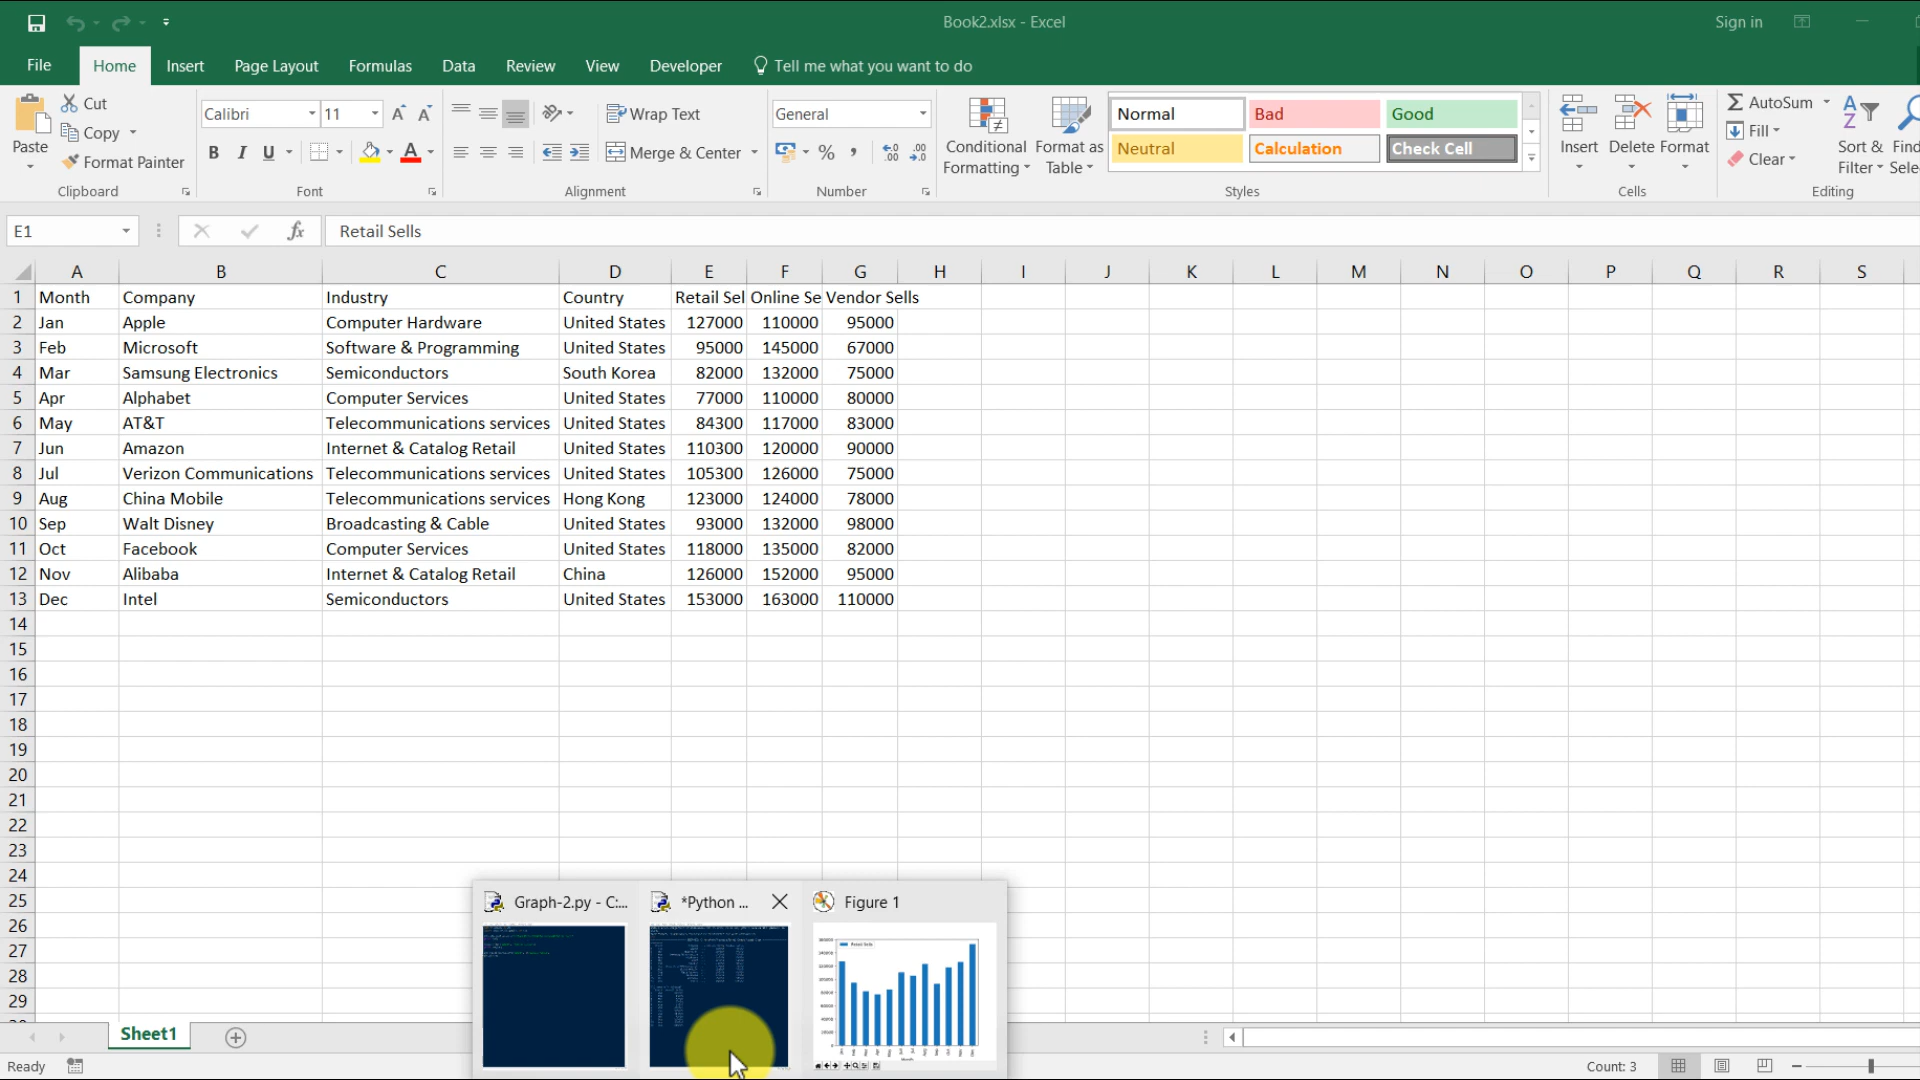 Book2.xlsx - Excel
Sign in
File Home Insert Page Layout Formulas Data Review View Developer Tell me what you want to do
Paste
Cut
Copy
Format Painter
Clipboard
Calibri 11
B I U
Font
Wrap Text
Merge & Center
Alignment
General
Number
Conditional Formatting
Format as Table
Normal Bad Good
Neutral Calculation Check Cell
Styles
Insert Delete Format
Cells
AutoSum
Fill
Clear
Sort &
Filter
Editing
E1 fx Retail Sells
A B C D E F G H I J K L M N O P Q R S
1 Month Company Industry Country Retail Sel Online Se Vendor Sells
2 Jan Apple Computer Hardware United States 127000 110000 95000
3 Feb Microsoft Software & Programming United States 95000 145000 67000
4 Mar Samsung Electronics Semiconductors South Korea 82000 132000 75000
5 Apr Alphabet Computer Services United States 77000 110000 80000
6 May AT&T Telecommunications services United States 84300 117000 83000
7 Jun Amazon Internet & Catalog Retail United States 110300 120000 90000
8 Jul Verizon Communications Telecommunications services United States 105300 126000 75000
9 Aug China Mobile Telecommunications services Hong Kong 123000 124000 78000
10 Sep Walt Disney Broadcasting & Cable United States 93000 132000 98000
11 Oct Facebook Computer Services United States 118000 135000 82000
12 Nov Alibaba Internet & Catalog Retail China 126000 152000 95000
13 Dec Intel Semiconductors United States 153000 163000 110000
14
15
16
17
18
19
20
21
22
23
24
25
26
27
28
29
Graph-2.py - C:... *Python ... Figure 1
Sheet1
Ready
Count: 3